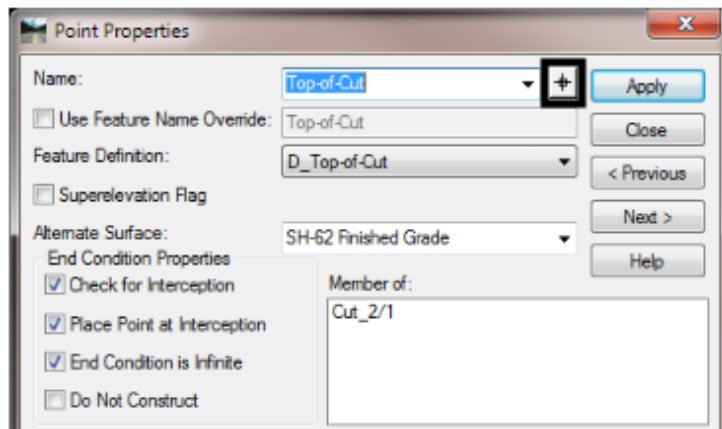 Point Properties
Name:
Top-of-Cut
Apply
Use Feature Name Override:
Top-of-Cut
Close
Feature Definition:
D_Top-of-Cut
< Previous
Superelevation Flag
Next >
Alternate Surface:
SH-62 Finished Grade
Help
End Condition Properties
Check for Interception
Place Point at Interception
End Condition is Infinite
Do Not Construct
Member of:
Cut_2/1